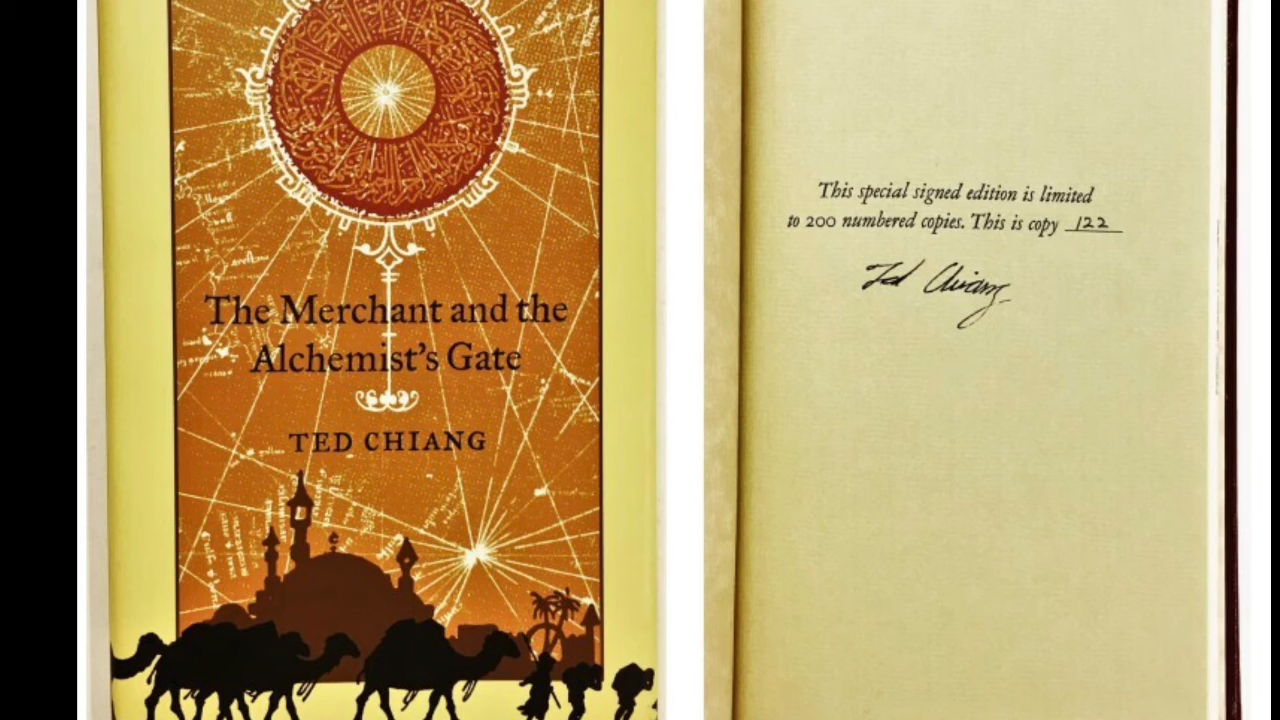 The Merchant and the
Alchemist's Gate
TED CHIANG
This special signed edition is limited
to 200 numbered copies. This is copy 122
Ted Chiang